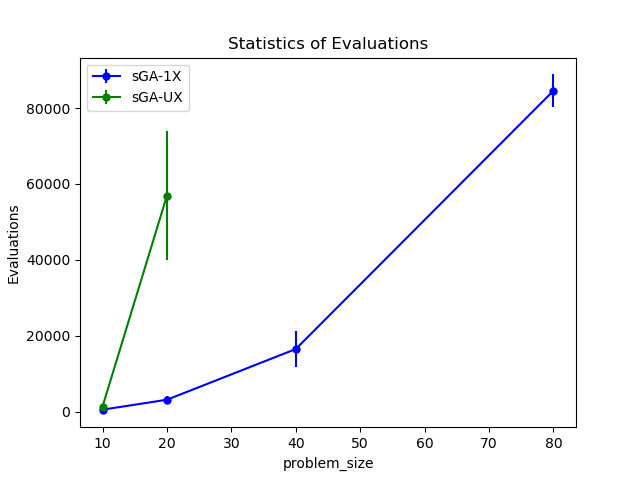 Statistics of Evaluations
sGA-1X
sGA-UX
80000
60000
40000
20000
0
Evaluations
10 20 30 40 50 60 70 80
problem_size